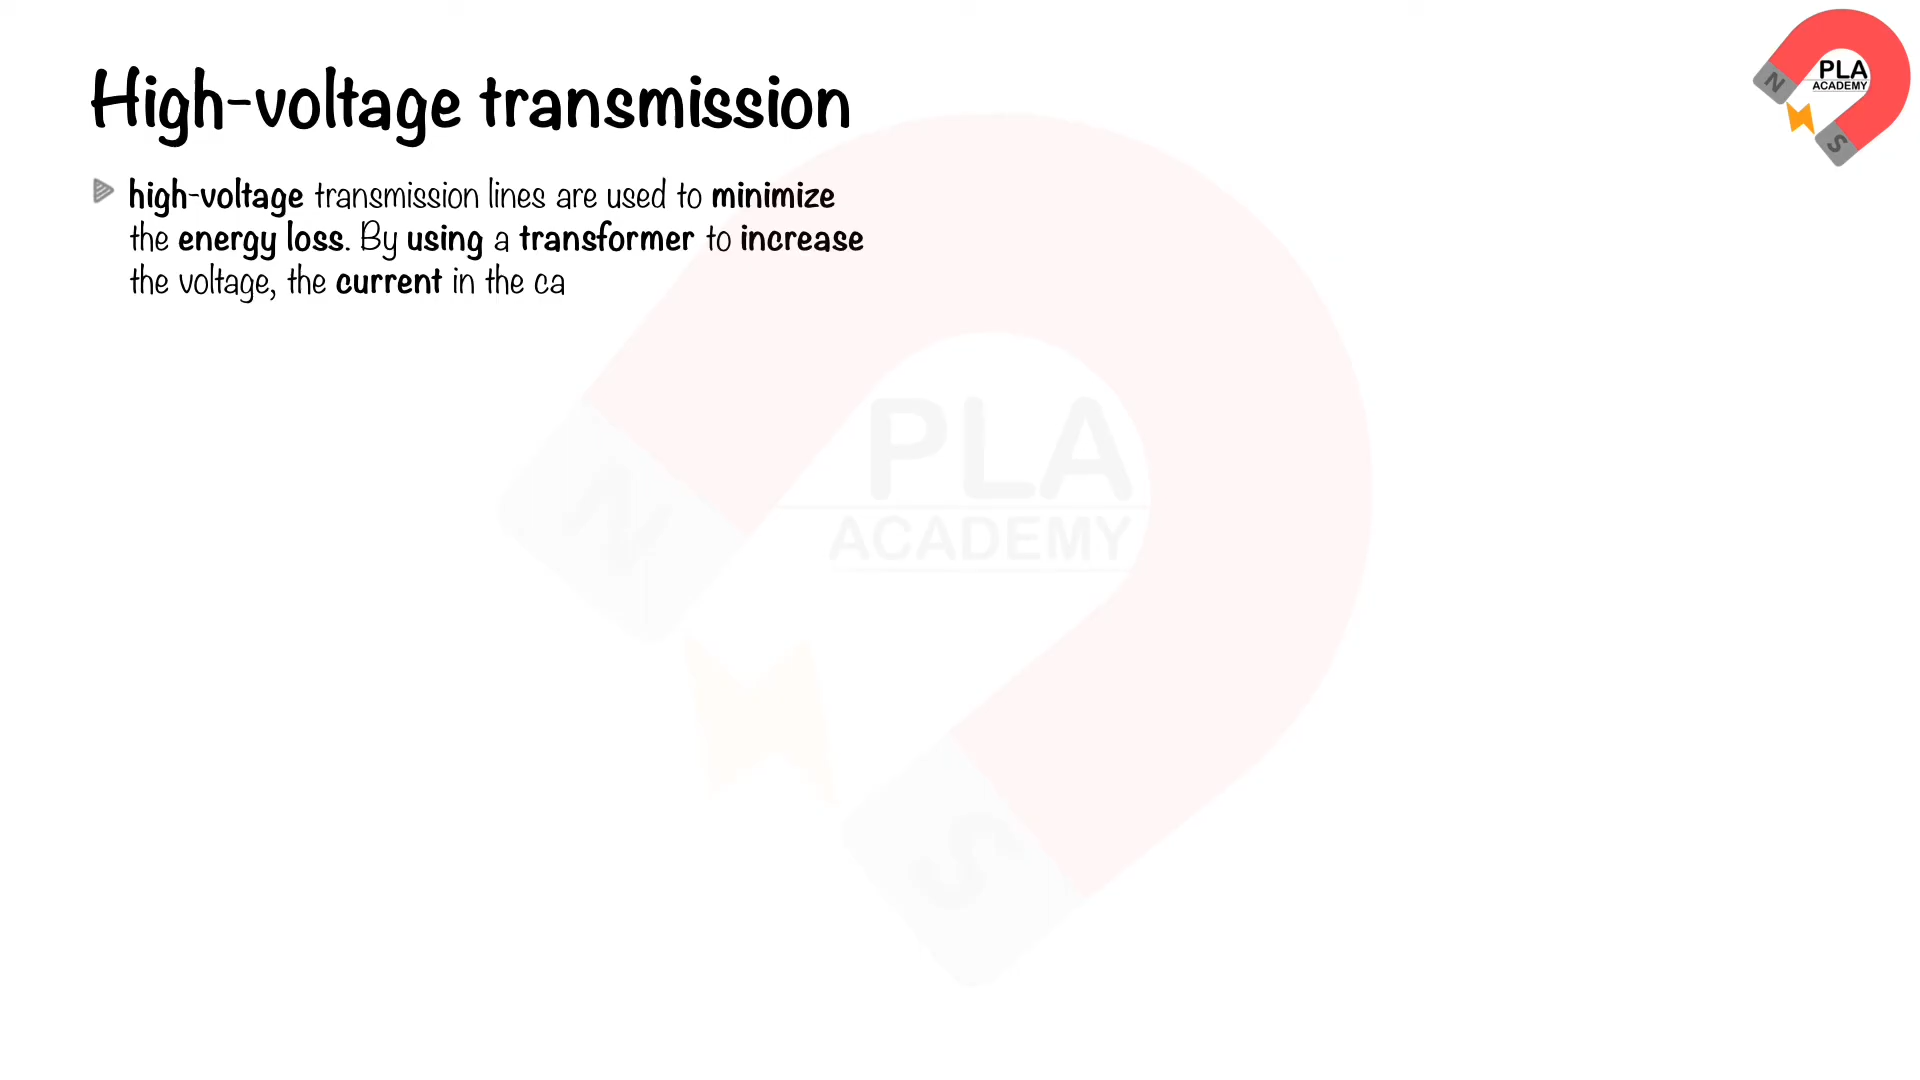 High-voltage transmission
high-voltage transmission lines are used to minimize
the energy loss. By using a transformer to increase
the voltage, the current in the ca
PLA
ACADEMY
N
S
PLA
ACADEMY
N
S